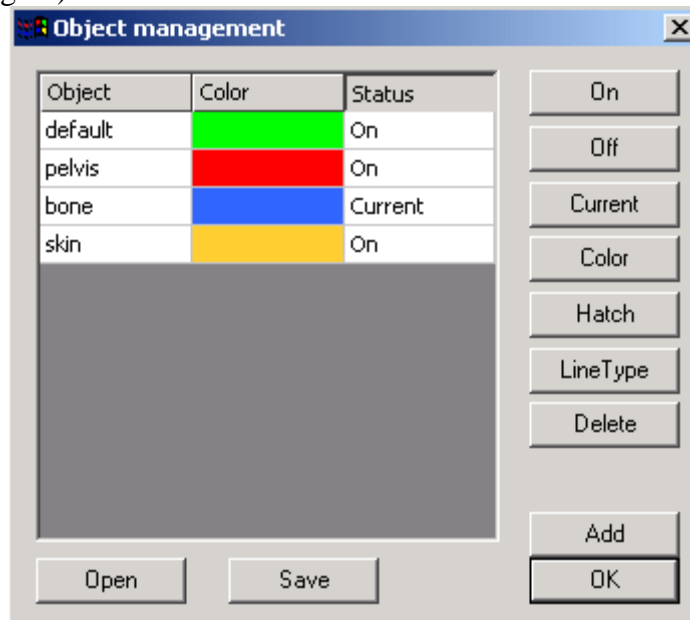 Object management
Object Color Status
default On
pelvis On
bone Current
skin On
On
Off
Current
Color
Hatch
LineType
Delete
Add
OK
Open Save